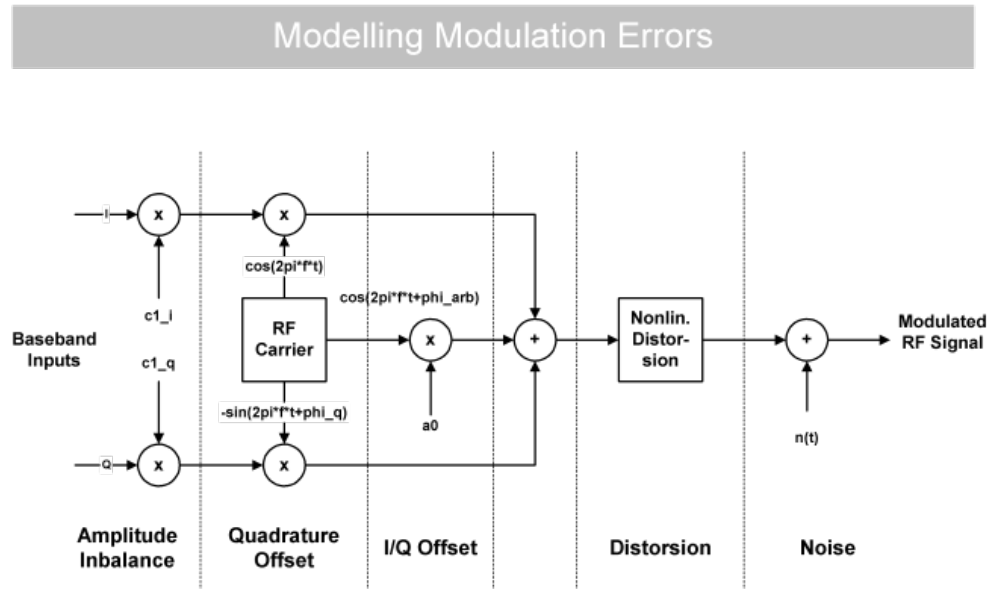 Modelling Modulation Errors
I
x
x
cos(2pi*f*t)
cos(2pi*f*t+phi_arb)
c1_i
Baseband
Inputs
c1_q
RF
Carrier
x
+
Nonlin.
Distor-
sion
+
Modulated
RF Signal
-sin(2pi*f*t+phi_q)
a0
n(t)
Q
x
x
Amplitude
Inbalance
Quadrature
Offset
I/Q Offset
Distorsion
Noise